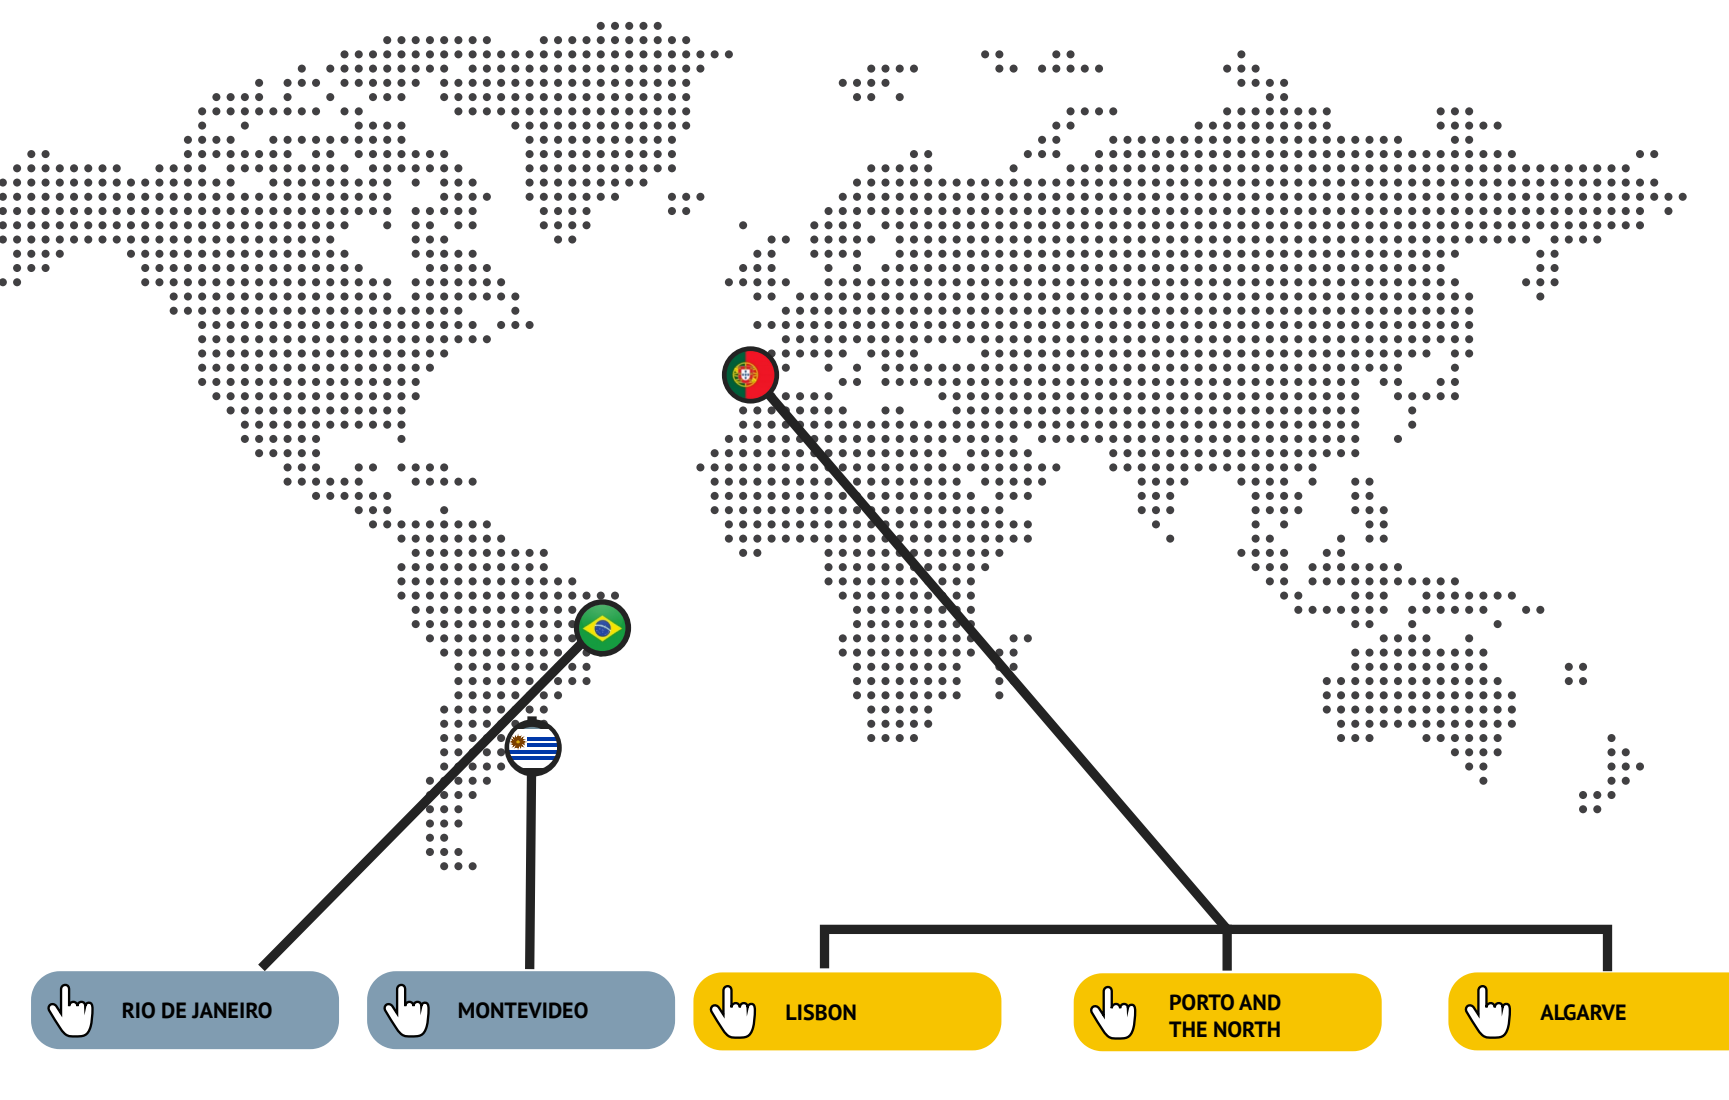 RIO DE JANEIRO
MONTEVIDEO
LISBON
PORTO AND
THE NORTH
ALGARVE